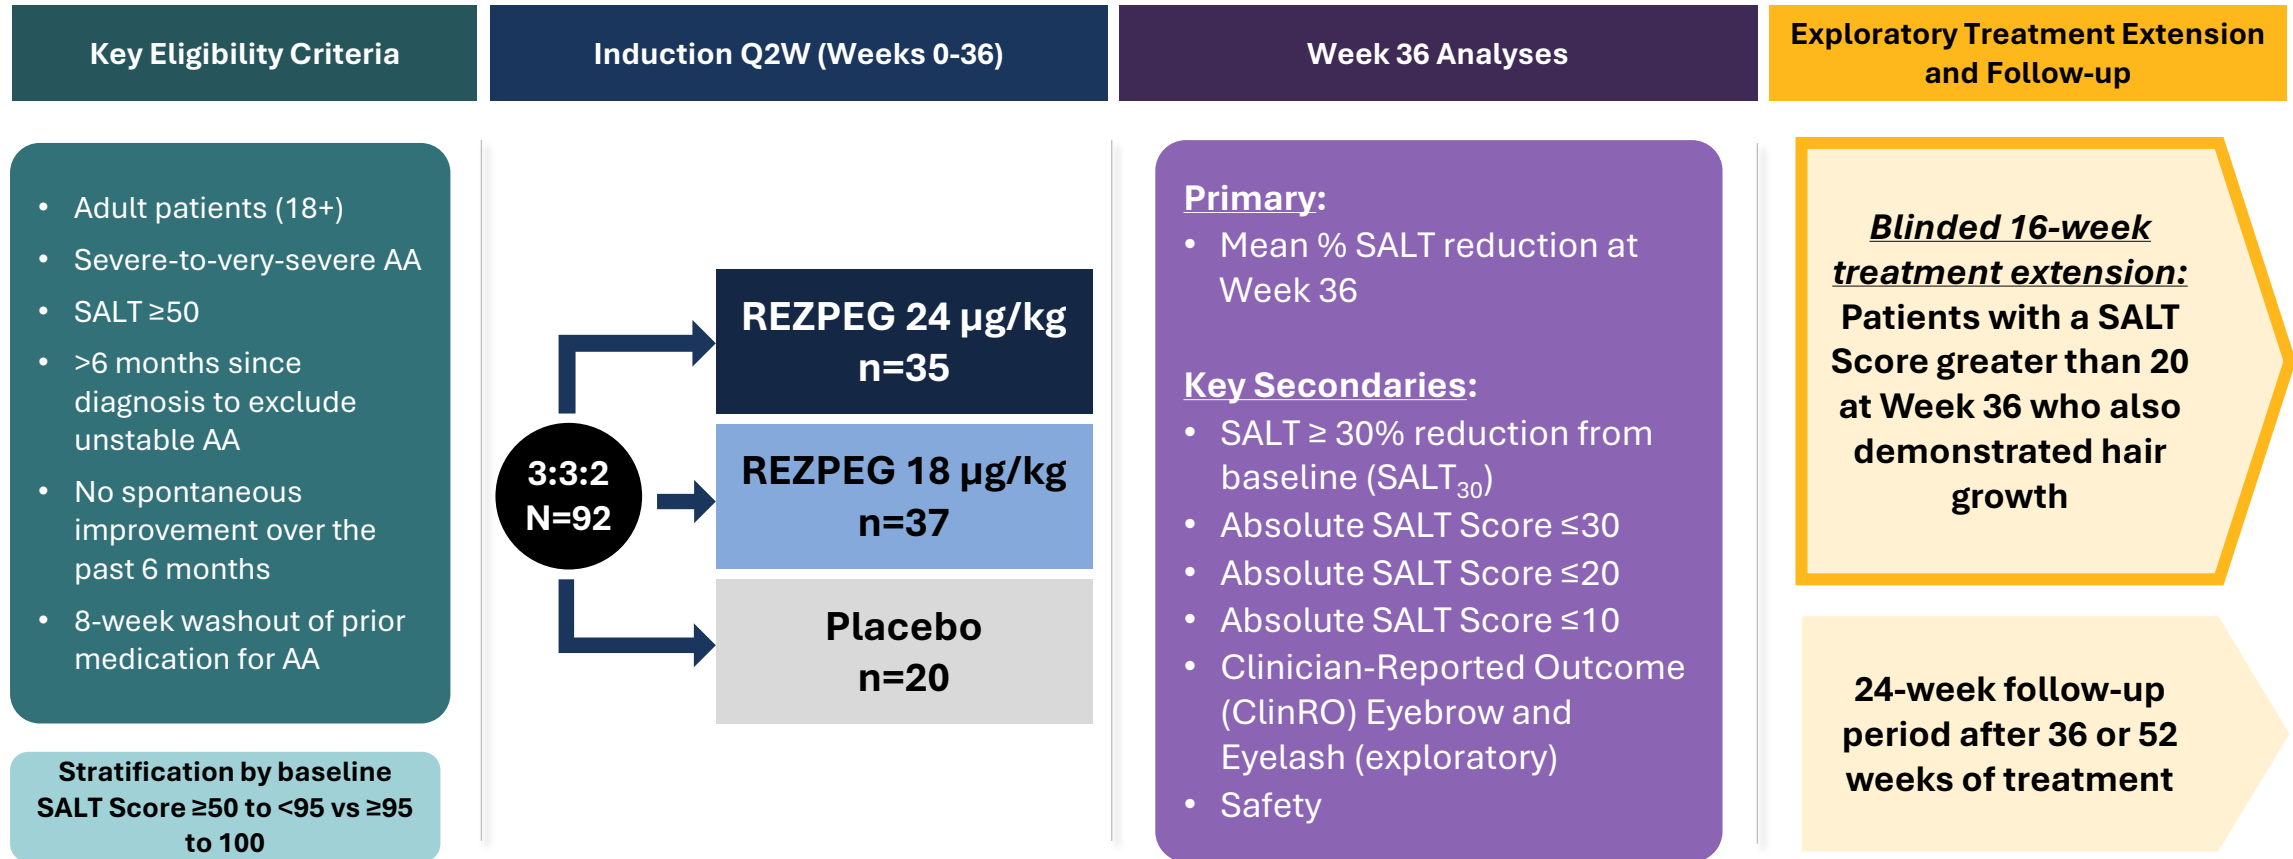 Key Eligibility Criteria
Induction Q2W (Weeks 0-36)
Week 36 Analyses
Exploratory Treatment Extension
and Follow-up
• Adult patients (18+)
• Severe-to-very-severe AA
• SALT ≥50
• >6 months since
diagnosis to exclude
unstable AA
• No spontaneous
improvement over the
past 6 months
• 8-week washout of prior
medication for AA
Stratification by baseline
SALT Score ≥50 to <95 vs ≥95
to 100
3:3:2
N=92
REZPEG 24 µg/kg
n=35
REZPEG 18 µg/kg
n=37
Placebo
n=20
Primary:
• Mean % SALT reduction at
Week 36
Key Secondaries:
• SALT ≥ 30% reduction from
baseline (SALT30)
• Absolute SALT Score ≤30
• Absolute SALT Score ≤20
• Absolute SALT Score ≤10
• Clinician-Reported Outcome
(ClinRO) Eyebrow and
Eyelash (exploratory)
• Safety
Blinded 16-week
treatment extension:
Patients with a SALT
Score greater than 20
at Week 36 who also
demonstrated hair
growth
24-week follow-up
period after 36 or 52
weeks of treatment